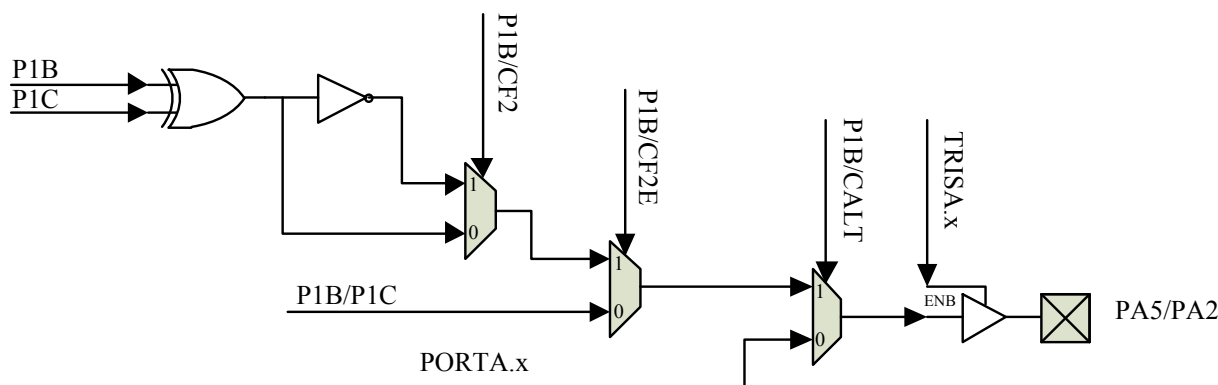 P1B
P1C
P1B/CF2
1
0
P1B/CF2E
1
0
P1B/P1C
P1B/CALT
1
0
TRISA.x
ENB
PA5/PA2
PORTA.x